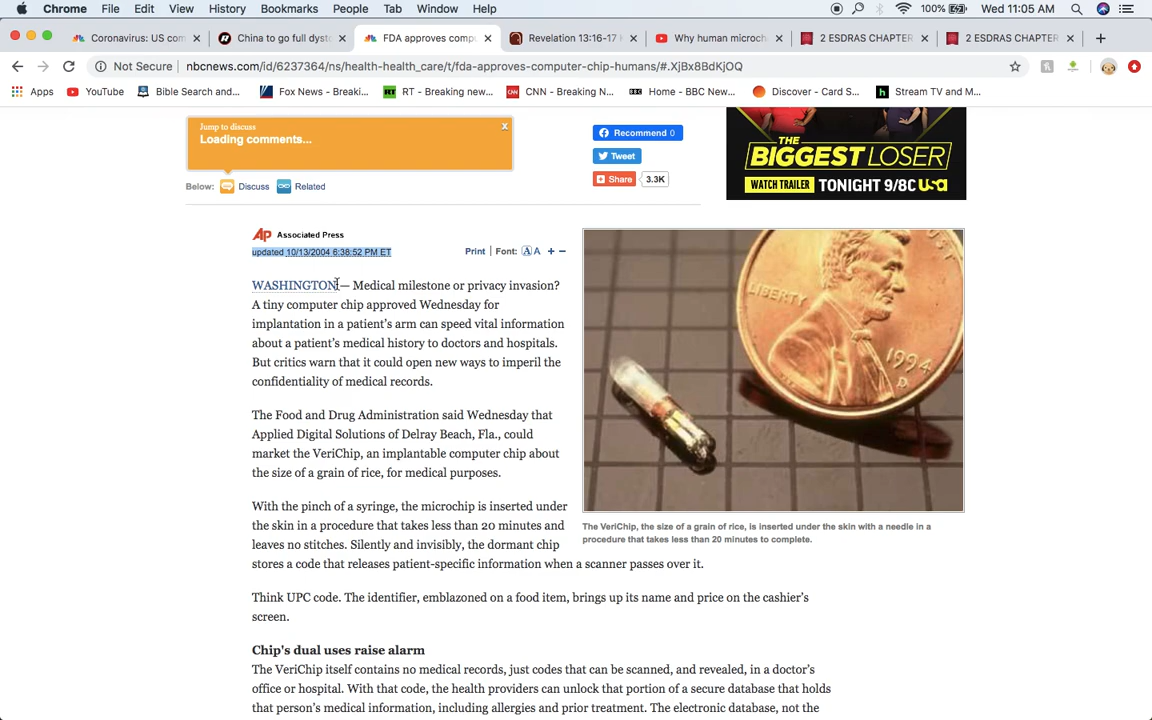 Chrome File Edit View History Bookmarks People Tab Window Help 100% Wed 11:05 AM
Coronavirus: US com × China to go full dyst × FDA approves comp × Revelation 13:16-17 × Why human microch × 2 ESDRAS CHAPTER × 2 ESDRAS CHAPTER × +
Not Secure | nbcnews.com/id/6237364/ns/health-health_care/t/fda-approves-computer-chip-humans/#.XjBx8BdKjOQ
Apps YouTube Bible Search and... Fox News - Breaki... RT - Breaking new... CNN - Breaking N... Home - BBC New... Discover - Card S... Stream TV and M...
Jump to discuss x
Loading comments...
Below: Discuss Related
Recommend 0
Tweet
Share 3.3K
THE
BIGGEST LOSER
WATCH TRAILER TONIGHT 9/8C USA
AP Associated Press
updated 10/13/2004 6:38:52 PM ET
Print | Font: A A + −
WASHINGTON — Medical milestone or privacy invasion?
A tiny computer chip approved Wednesday for
implantation in a patient's arm can speed vital information
about a patient's medical history to doctors and hospitals.
But critics warn that it could open new ways to imperil the
confidentiality of medical records.
The Food and Drug Administration said Wednesday that
Applied Digital Solutions of Delray Beach, Fla., could
market the VeriChip, an implantable computer chip about
the size of a grain of rice, for medical purposes.
With the pinch of a syringe, the microchip is inserted under
the skin in a procedure that takes less than 20 minutes and
leaves no stitches. Silently and invisibly, the dormant chip
stores a code that releases patient-specific information when a scanner passes over it.
LIBERTY
1994
D
The VeriChip, the size of a grain of rice, is inserted under the skin with a needle in a
procedure that takes less than 20 minutes to complete.
Think UPC code. The identifier, emblazoned on a food item, brings up its name and price on the cashier's
screen.
Chip's dual uses raise alarm
The VeriChip itself contains no medical records, just codes that can be scanned, and revealed, in a doctor's
office or hospital. With that code, the health providers can unlock that portion of a secure database that holds
that person's medical information, including allergies and prior treatment. The electronic database, not the